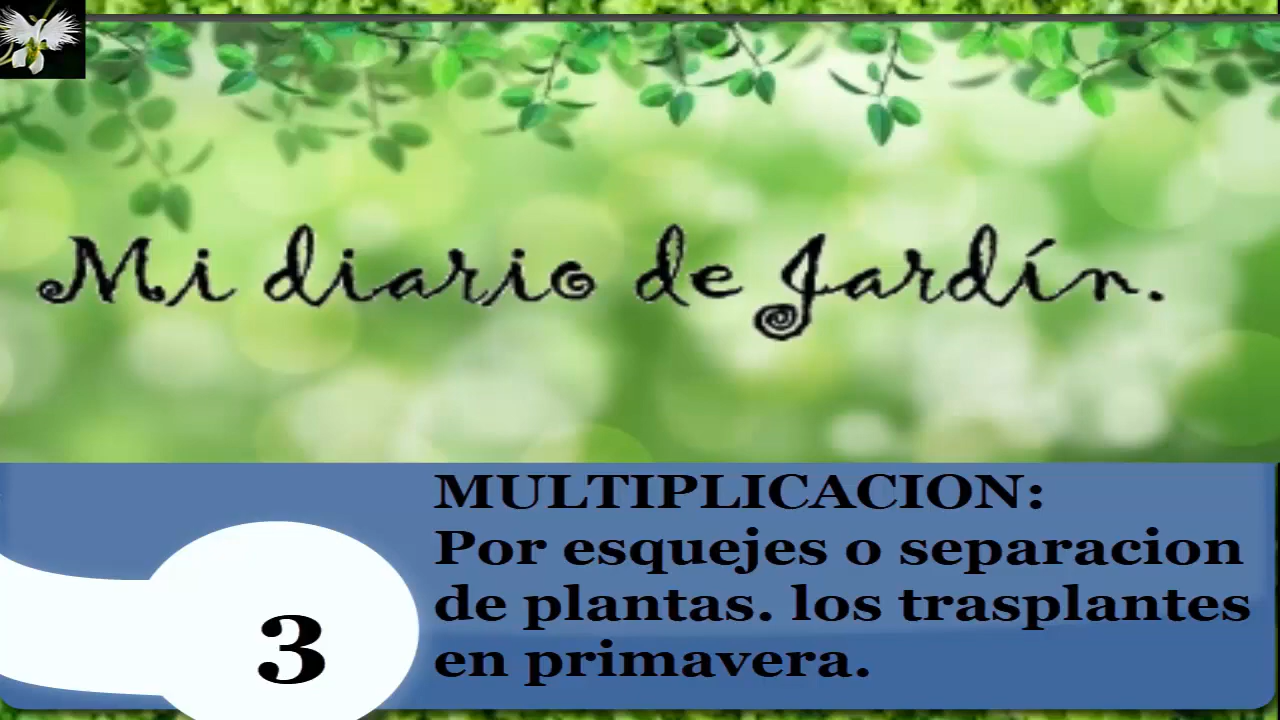 Mi diario de Jardín.
MULTIPLICACION:
Por esquejes o separacion
de plantas. los trasplantes
en primavera.
3